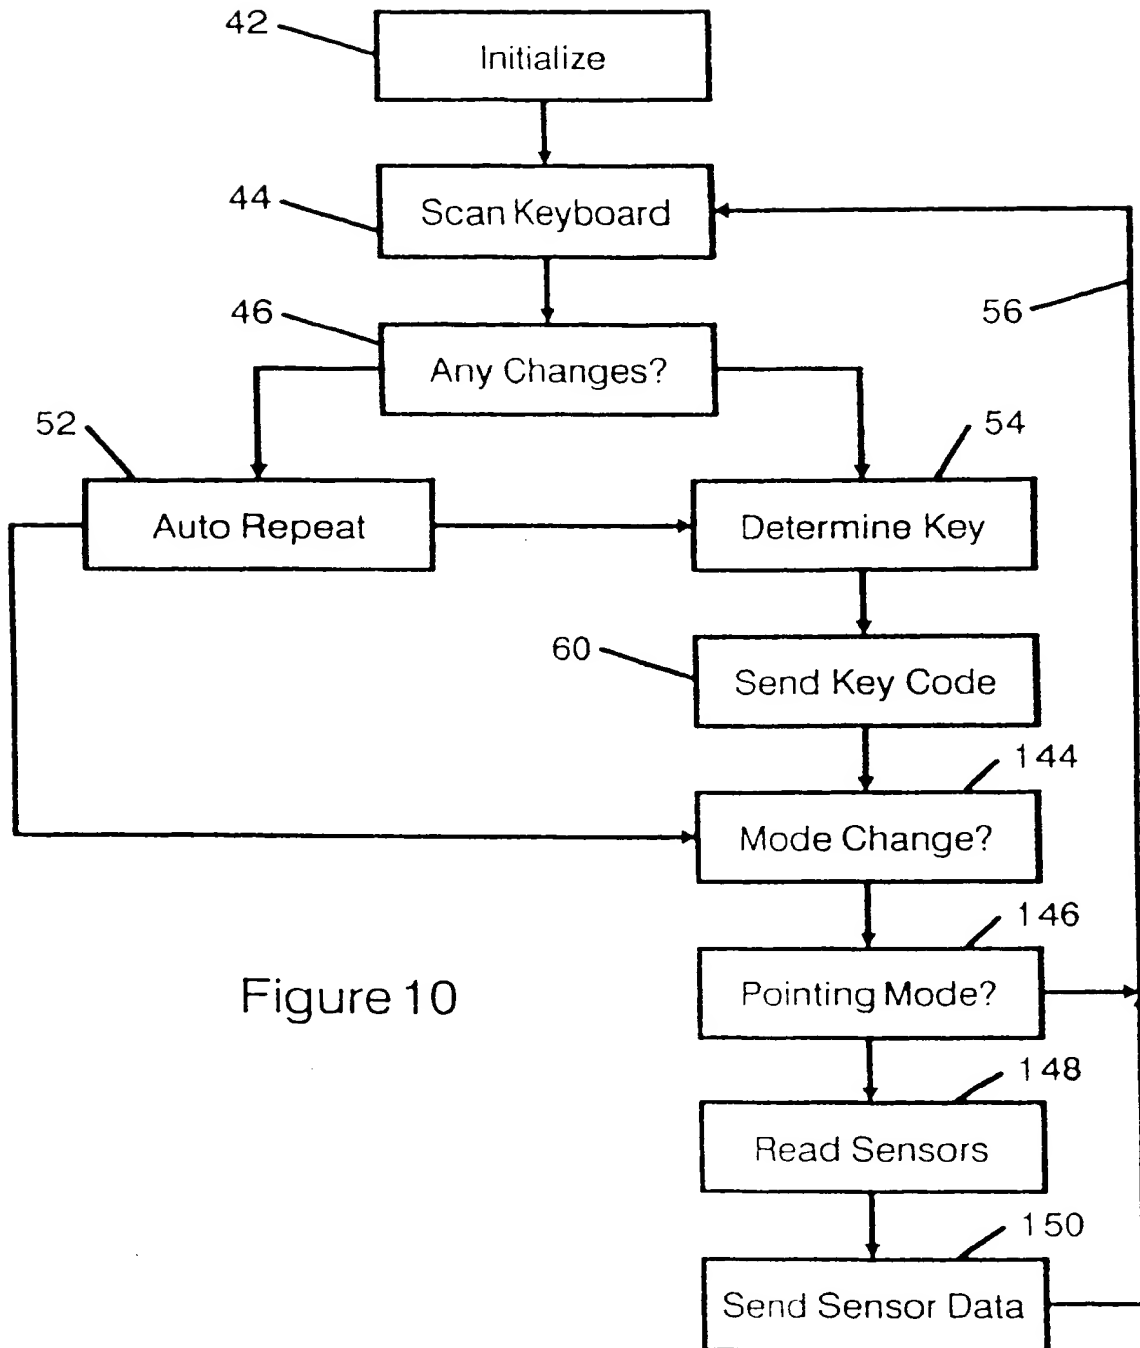 42
Initialize
44
Scan Keyboard
46
56
Any Changes?
52
54
Auto Repeat
Determine Key
60
Send Key Code
144
Mode Change?
146
Pointing Mode?
Figure 10
148
Read Sensors
150
Send Sensor Data